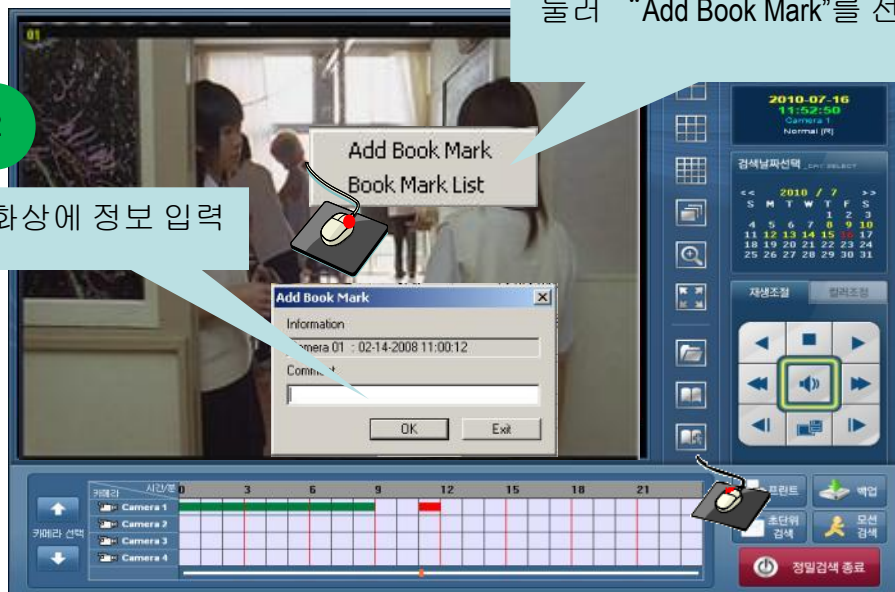 눌러 “Add Book Mark”를 선
01
2010-07-16
11:52:50
Camera 1
Normal [R]
Add Book Mark
Book Mark List
검색날짜선택 DAY SELECT
<< 2010 / 7 >>
S M T W T F S
1 2 3
4 5 6 7 8 9 10
11 12 13 14 15 16 17
18 19 20 21 22 23 24
25 26 27 28 29 30 31
화상에 정보 입력
재생조절 컬러조절
Add Book Mark
Information
Camera 01 : 02-14-2008 11:00:12
Comment
OK Exit
카메라 시간/분 0 3 6 9 12 15 18 21
Camera 1
Camera 2
Camera 3
Camera 4
카메라 선택
프린트 백업
초단위 검색
모션 검색
정밀검색 종료